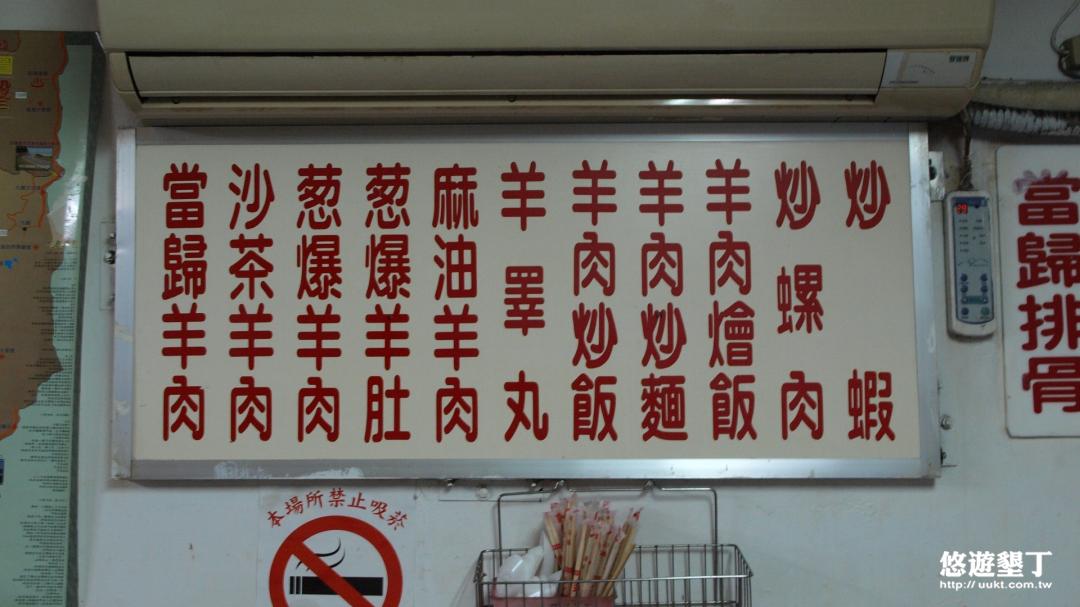 當歸羊肉
沙茶羊肉
葱爆羊肉
葱爆羊肚
麻油羊肉
羊睪丸
羊肉炒飯
羊肉炒麵
羊肉燴飯
炒螺肉
炒蝦
當歸排骨
本場所禁止吸菸
悠遊墾丁
http://uukt.com.tw